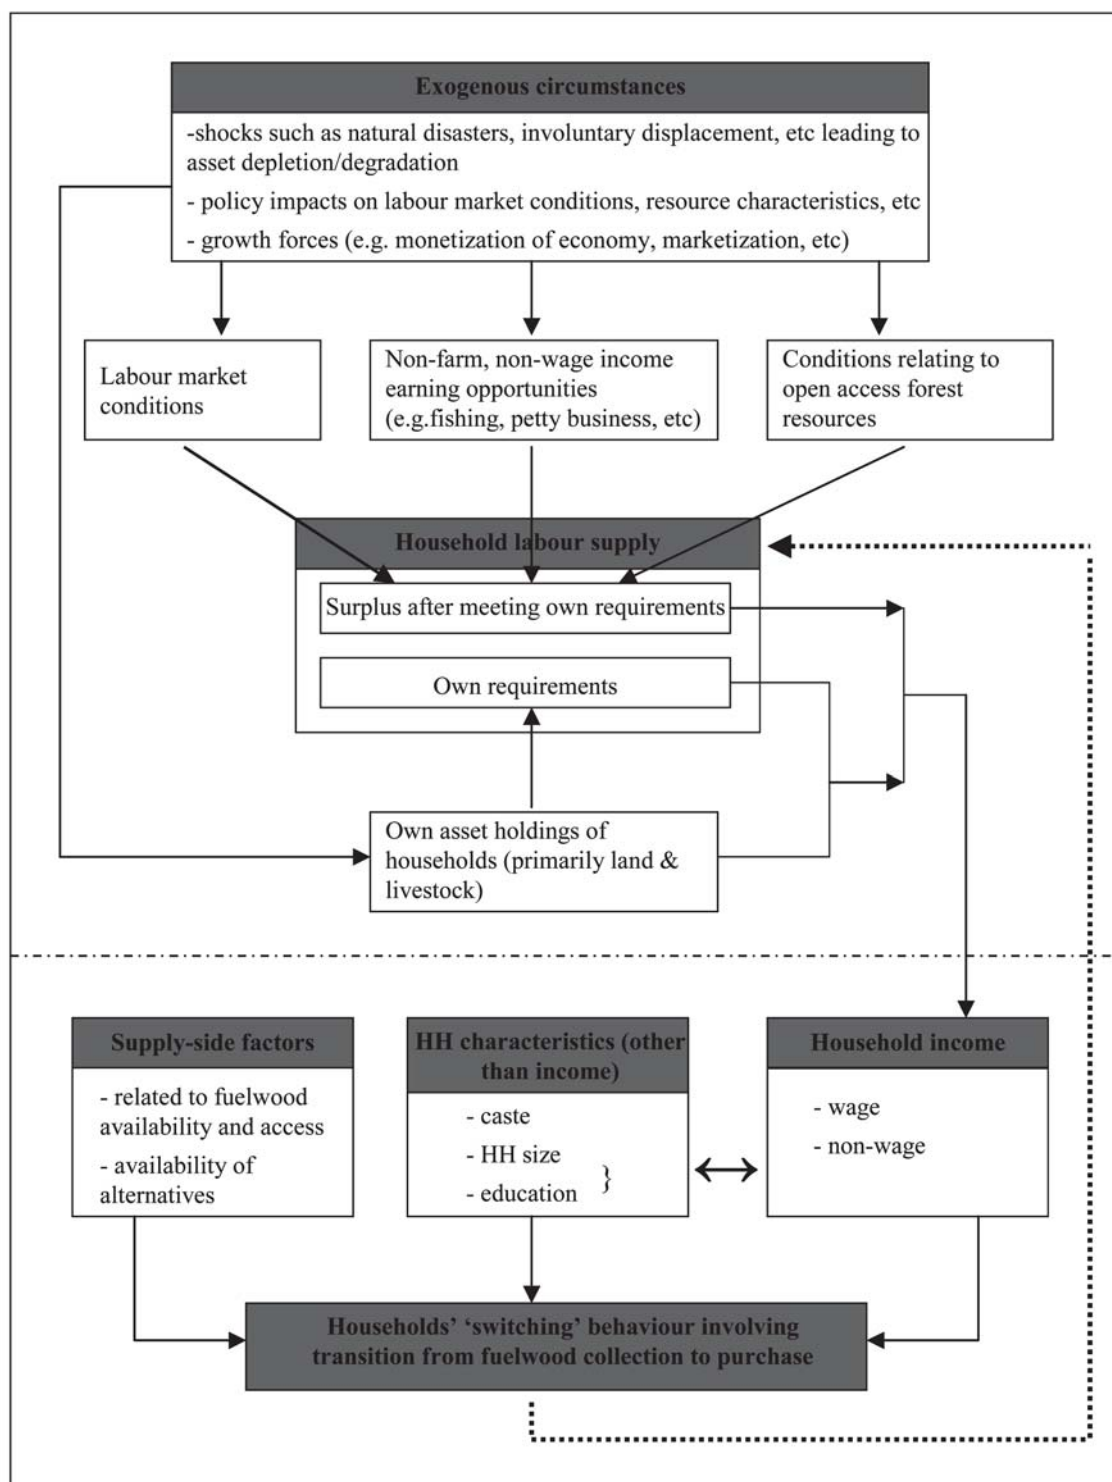 Exogenous circumstances
-shocks such as natural disasters, involuntary displacement, etc leading to
asset depletion/degradation
- policy impacts on labour market conditions, resource characteristics, etc
- growth forces (e.g. monetization of economy, marketization, etc)
Labour market
conditions
Non-farm, non-wage income
earning opportunities
(e.g.fishing, petty business, etc)
Conditions relating to
open access forest
resources
Household labour supply
Surplus after meeting own requirements
Own requirements
Own asset holdings of
households (primarily land &
livestock)
Supply-side factors
- related to fuelwood
availability and access
- availability of
alternatives
HH characteristics (other
than income)
- caste
- HH size
- education }
Household income
- wage
- non-wage
Households' 'switching' behaviour involving
transition from fuelwood collection to purchase